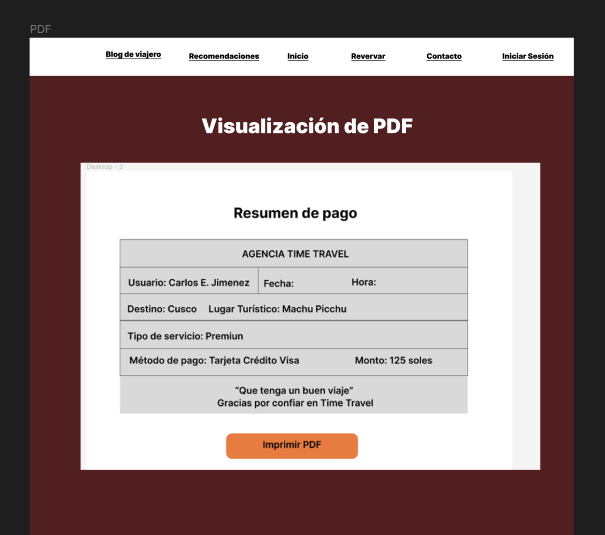 PDF
Blog de viajero Recomendaciones Inicio Revervar Contacto Iniciar Sesión
Visualización de PDF
Desktop - 5
Resumen de pago
AGENCIA TIME TRAVEL
Usuario: Carlos E. Jimenez Fecha: Hora:
Destino: Cusco Lugar Turístico: Machu Picchu
Tipo de servicio: Premiun
Método de pago: Tarjeta Crédito Visa Monto: 125 soles
“Que tenga un buen viaje”
Gracias por confiar en Time Travel
Imprimir PDF